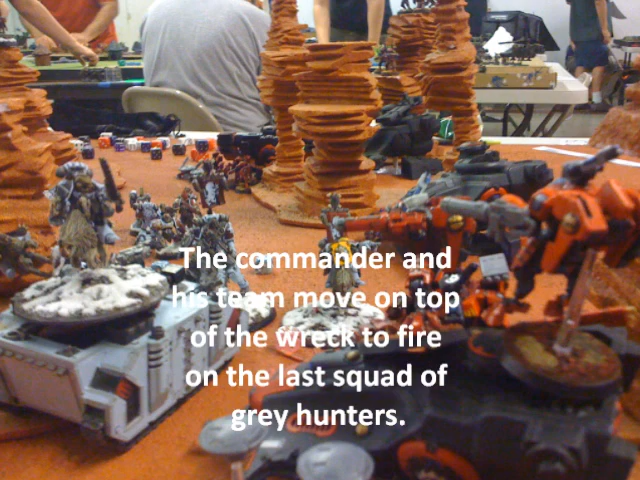 The commander and
his team move on top
of the wreck to fire
on the last squad of
grey hunters.